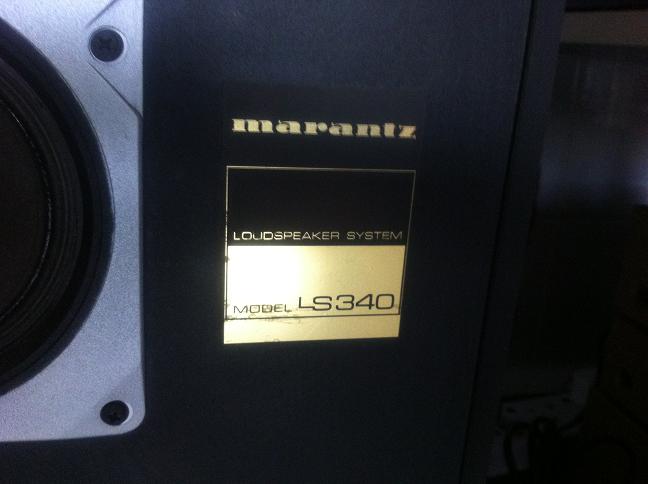 marantz
LOUDSPEAKER SYSTEM
MODEL LS340